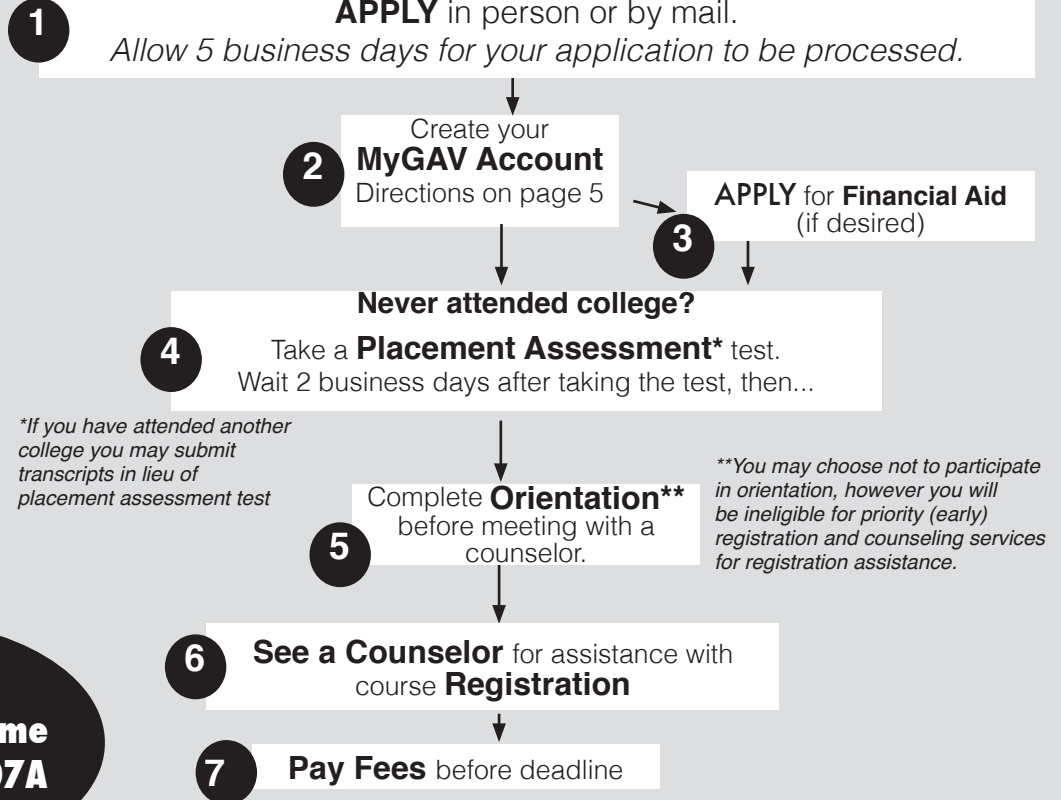 1
APPLY in person or by mail.
Allow 5 business days for your application to be processed.
2
Create your
MyGAV Account
Directions on page 5
3
APPLY for Financial Aid
(if desired)
4
Never attended college?
Take a Placement Assessment* test.
Wait 2 business days after taking the test, then...
*If you have attended another
college you may submit
transcripts in lieu of
placement assessment test
5
Complete Orientation**
before meeting with a
counselor.
**You may choose not to participate
in orientation, however you will
be ineligible for priority (early)
registration and counseling services
for registration assistance.
6
See a Counselor for assistance with
course Registration
7
Pay Fees before deadline